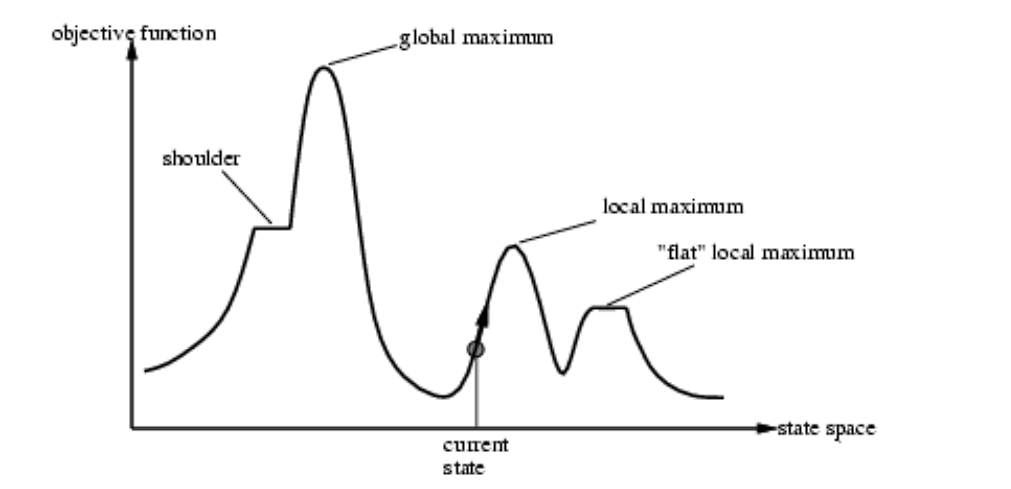 objective function
global maximum
shoulder
local maximum
"flat" local maximum
state space
current
state